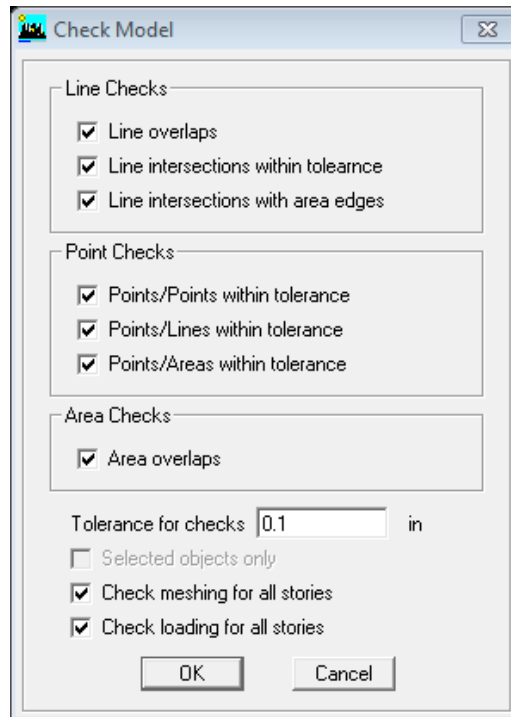 Check Model
Line Checks
Line overlaps
Line intersections within tolearnce
Line intersections with area edges
Point Checks
Points/Points within tolerance
Points/Lines within tolerance
Points/Areas within tolerance
Area Checks
Area overlaps
Tolerance for checks 0.1 in
Selected objects only
Check meshing for all stories
Check loading for all stories
OK Cancel